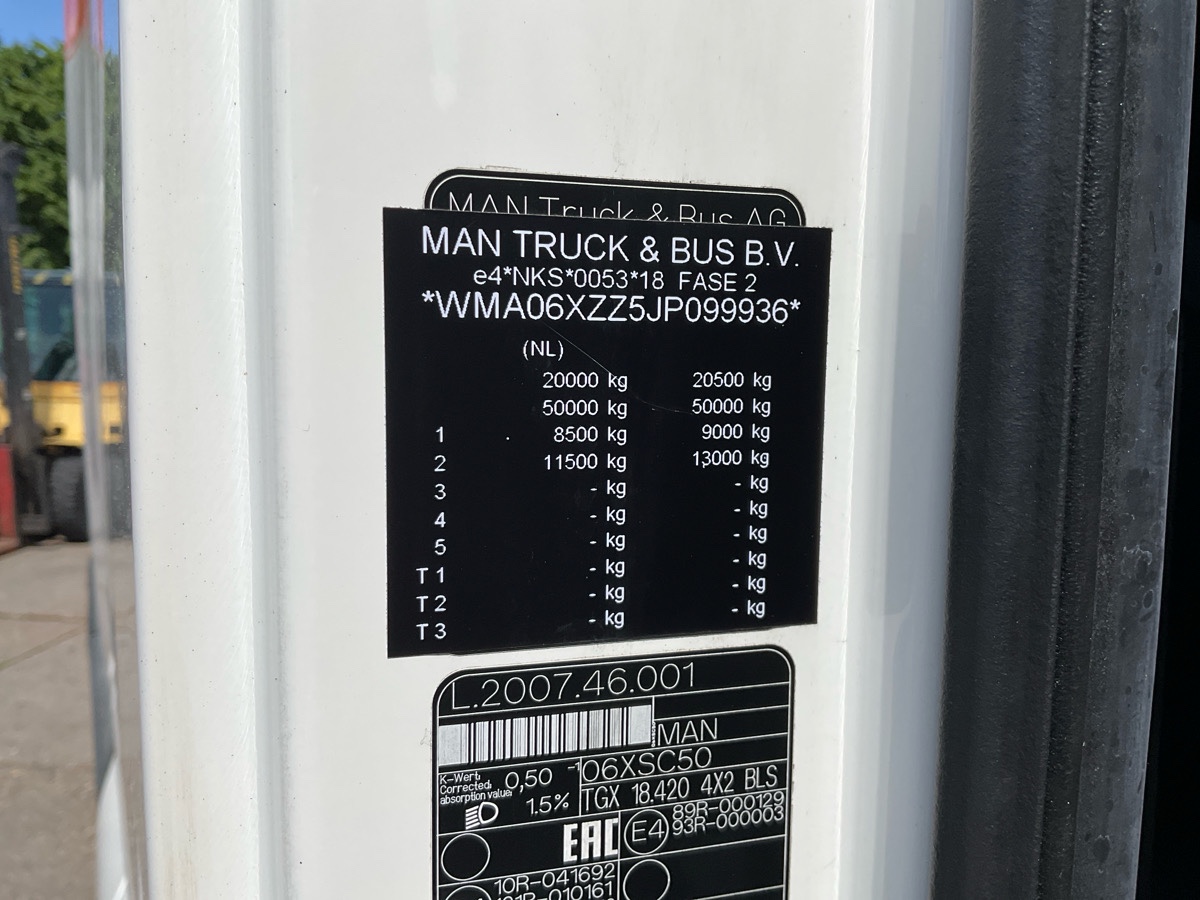 MAN Truck & Bus AG
MAN TRUCK & BUS B.V.
e4*NKS*0053*18 FASE 2
*WMA06XZZ5JP099936*
(NL)
20000 kg 20500 kg
50000 kg 50000 kg
1 8500 kg 9000 kg
2 11500 kg 13000 kg
3 - kg - kg
4 - kg - kg
5 - kg - kg
T1 - kg - kg
T2 - kg - kg
T3 - kg - kg
L.2007.46.001
MAN
K-Wert:
Corrected
absorption value:
0,50 -1
1.5%
06XSC50
TGX 18.420 4X2 BLS
EAC
E4
89R-000129
93R-000003
10R-041692